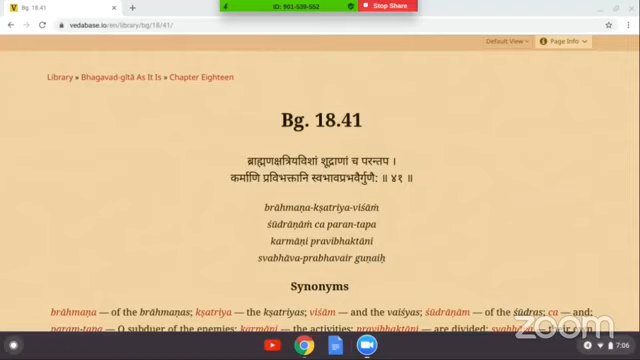 Bg. 18.41
ID: 901-939-552
Stop Share
vedabase.io/en/library/bg/18/41/
Default View
Page Info
Library » Bhagavad-gītā As It Is » Chapter Eighteen
Bg. 18.41
ब्राह्मणक्षत्रियविशां शूद्राणां च परन्तप ।
कर्माणि प्रविभक्तानि स्वभावप्रभवैर्गुणै: ॥ ४१ ॥
brāhmaṇa-kṣatriya-viśāṁ
śūdrāṇāṁ ca paran-tapa
karmāṇi pravibhaktāni
svabhāva-prabhavair guṇaiḥ
Synonyms
brāhmaṇa — of the brāhmaṇas; kṣatriya — the kṣatriyas; viśām — and the vaiśyas; śūdrāṇām — of the śūdras; ca — and;
param-tapa — O subduer of the enemies; karmāṇi — the activities; pravibhaktāni — are divided; svabhāva — their own
zoom
7:06